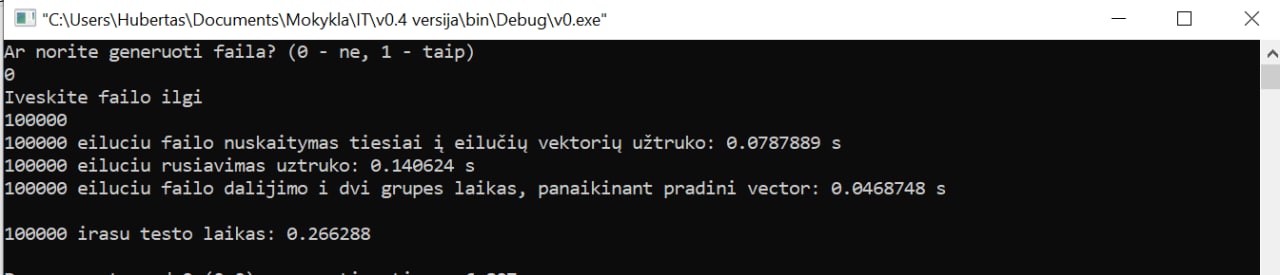 "C:\Users\Hubertas\Documents\Mokykla\IT\v0.4 versija\bin\Debug\v0.exe"
Ar norite generuoti faila? (0 - ne, 1 - taip)
0
Iveskite failo ilgi
100000
100000 eiluciu failo nuskaitymas tiesiai į eilučių vektorių užtruko: 0.0787889 s
100000 eiluciu rusiavimas uztruko: 0.140624 s
100000 eiluciu failo dalijimo i dvi grupes laikas, panaikinant pradini vector: 0.0468748 s
100000 irasu testo laikas: 0.266288